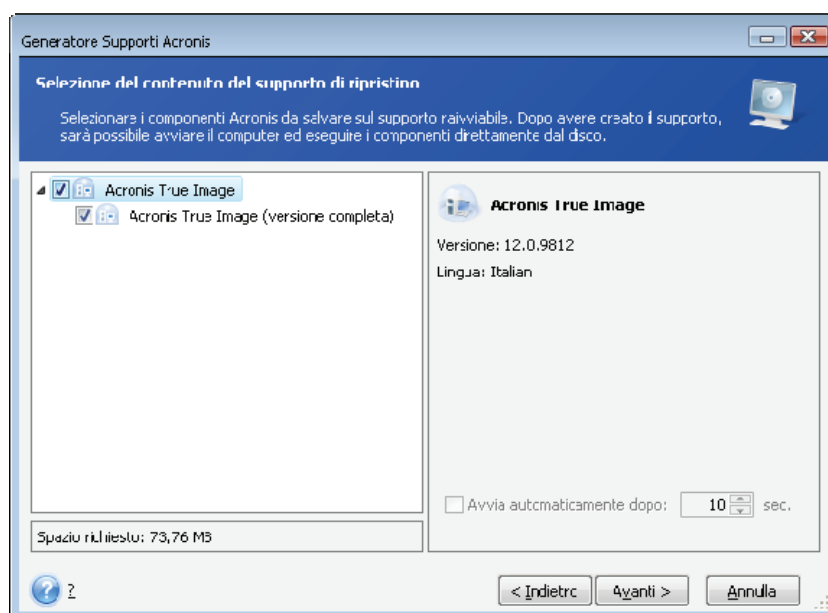 Generatore Supporti Acronis
Selezione del contenuto del supporto di ripristino
Selezionare i componenti Acronis da salvare sul supporto raivviabile. Dopo avere creato il supporto,
sarà possibile avviare il computer ed eseguire i componenti direttamente dal disco.
Acronis True Image
Acronis True Image (versione completa)
Acronis True Image
Versione: 12.0.9812
Lingua: Italian
Avvia automaticamente dopo: 10 sec.
Spazio richiesto: 73,76 MB
?
< Indietro
Avanti >
Annulla